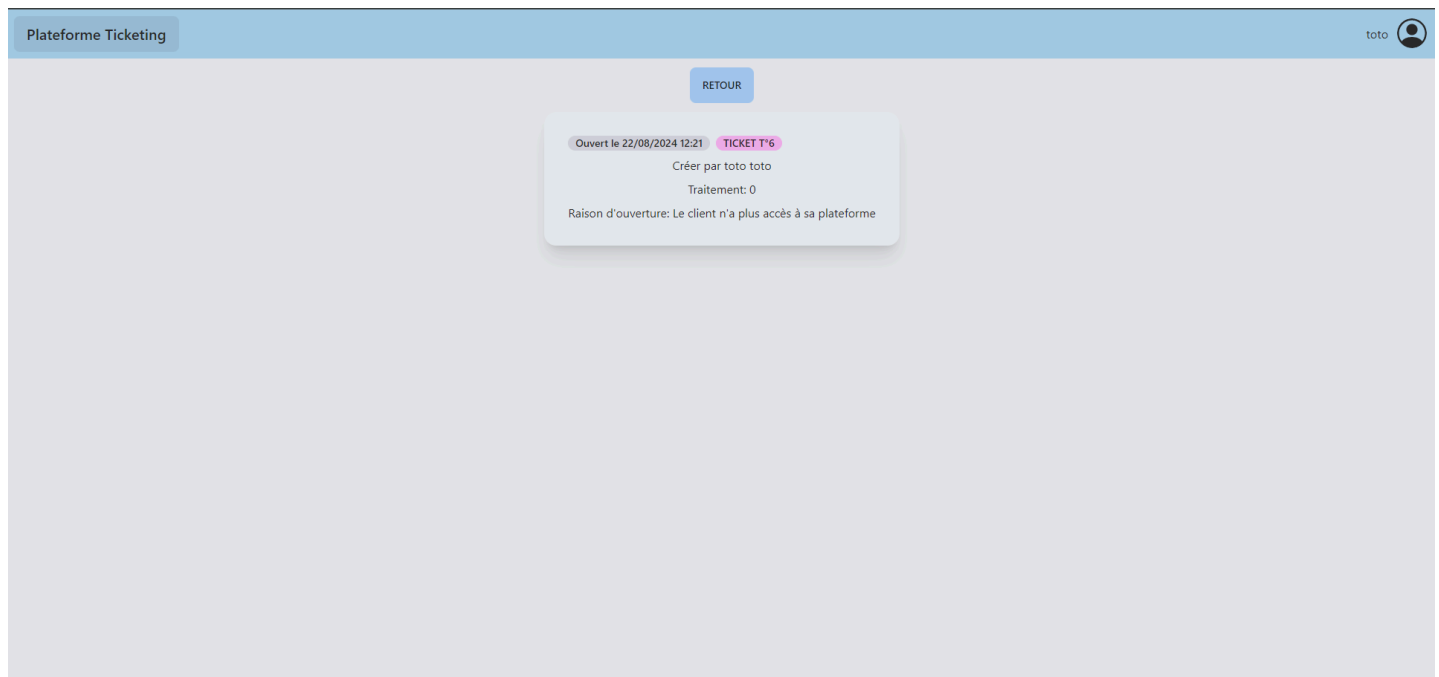 Plateforme Ticketing
toto
RETOUR
Ouvert le 22/08/2024 12:21 TICKET T°6
Créer par toto toto
Traitement: 0
Raison d'ouverture: Le client n'a plus accès à sa plateforme